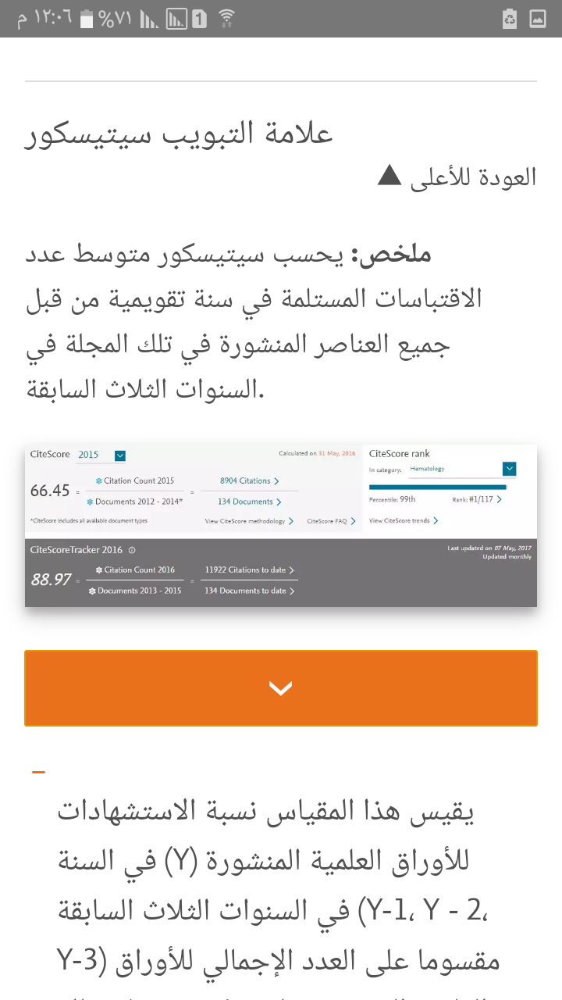 ١٢:٠٦ م
%٧١
1
علامة التبويب سيتيسكور
العودة للأعلى ▲
ملخص: يحسب سيتيسكور متوسط عدد
الاقتباسات المستلمة في سنة تقويمية من قبل
جميع العناصر المنشورة في تلك المجلة في
السنوات الثلاث السابقة.
CiteScore 2015
Calculated on 31 May, 2016
66.45 = Citation Count 2015 = 8904 Citations >
Documents 2012 - 2014* 134 Documents >
*CiteScore includes all available document types
View CiteScore methodology > CiteScore FAQ >
CiteScore rank
In category: Hematology
Percentile: 99th Rank: #1/117 >
View CiteScore trends >
CiteScoreTracker 2016
Last updated on 07 May, 2017
Updated monthly
88.97 = Citation Count 2016 = 11922 Citations to date >
Documents 2013 - 2015 134 Documents to date >
يقيس هذا المقياس نسبة الاستشهادات
للأوراق العلمية المنشورة (Y) في السنة
(Y-1، Y - 2، في السنوات الثلاث السابقة
مقسوما على العدد الإجمالي للأوراق (Y-3